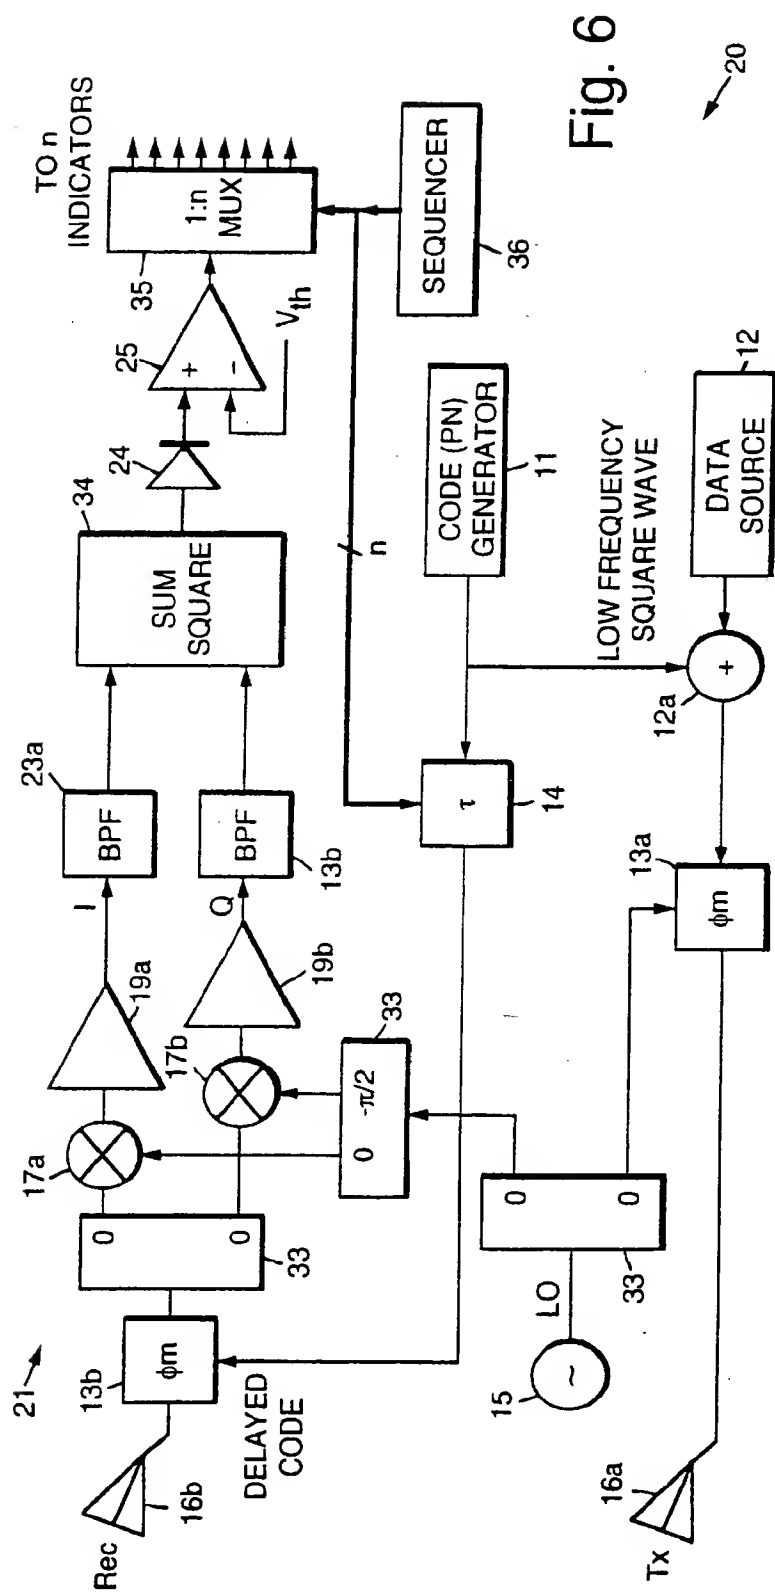 Rec
16b
21
13b
φm
DELAYED
CODE
0
0
33
17a
17b
0 -π/2
33
19a
19b
I
Q
23a
BPF
BPF
13b
34
SUM
SQUARE
24
25
+
-
Vth
35
1:n
MUX
TO n
INDICATORS
SEQUENCER
36
n
CODE (PN)
GENERATOR
11
τ
14
LO
15
~
0
0
33
LOW FREQUENCY
SQUARE WAVE
DATA
SOURCE
12
+
12a
13a
φm
Tx
16a
Fig. 6
20